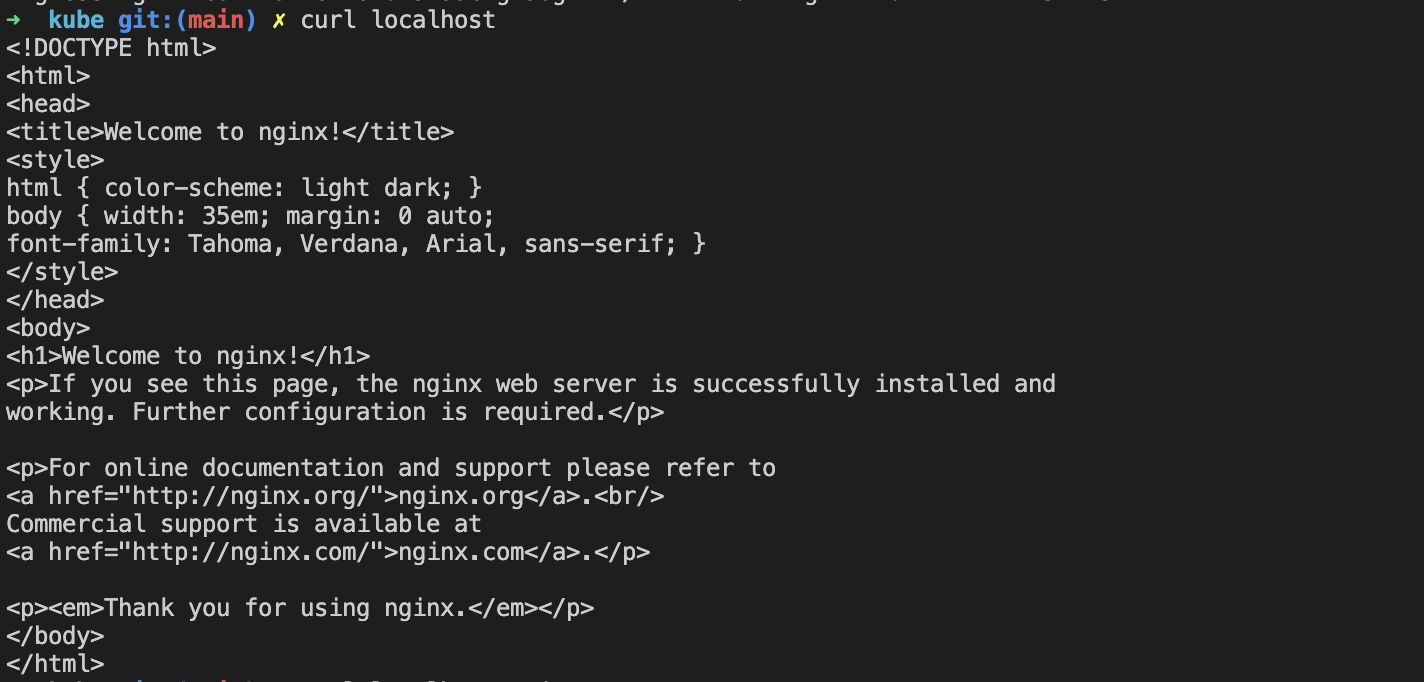 ➜  kube git:(main) ✗ curl localhost
<!DOCTYPE html>
<html>
<head>
<title>Welcome to nginx!</title>
<style>
html { color-scheme: light dark; }
body { width: 35em; margin: 0 auto;
font-family: Tahoma, Verdana, Arial, sans-serif; }
</style>
</head>
<body>
<h1>Welcome to nginx!</h1>
<p>If you see this page, the nginx web server is successfully installed and
working. Further configuration is required.</p>

<p>For online documentation and support please refer to
<a href="http://nginx.org/">nginx.org</a>.<br/>
Commercial support is available at
<a href="http://nginx.com/">nginx.com</a>.</p>

<p><em>Thank you for using nginx.</em></p>
</body>
</html>